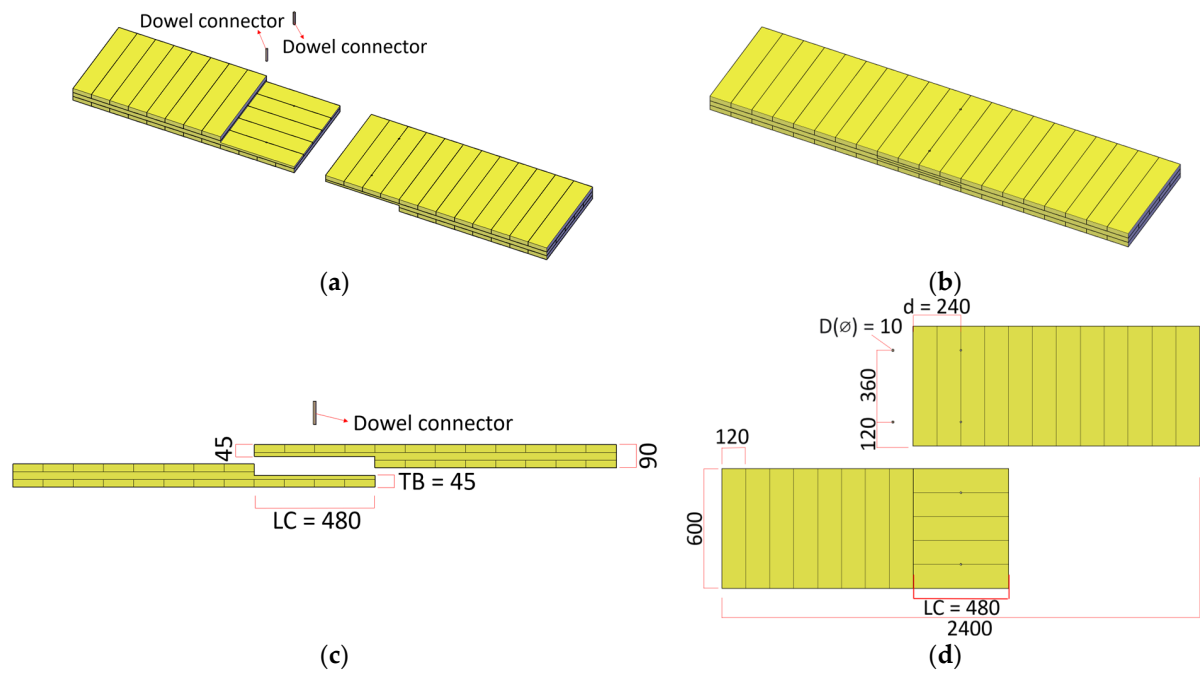 Dowel connector
Dowel connector
(a)
(b)
Dowel connector
45
90
TB = 45
LC = 480
(c)
d = 240
D(⌀) = 10
360
120
120
600
LC = 480
2400
(d)